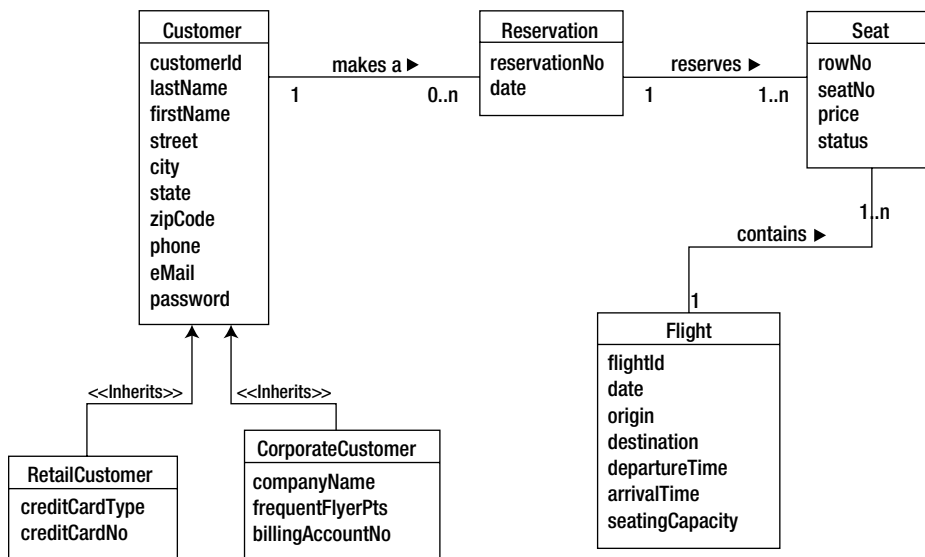 Customer
customerId
lastName
firstName
street
city
state
zipCode
phone
eMail
password
makes a ►
1
0..n
Reservation
reservationNo
date
reserves ►
1
1..n
Seat
rowNo
seatNo
price
status
1..n
contains ►
1
Flight
flightId
date
origin
destination
departureTime
arrivalTime
seatingCapacity
<<Inherits>>
<<Inherits>>
RetailCustomer
creditCardType
creditCardNo
CorporateCustomer
companyName
frequentFlyerPts
billingAccountNo